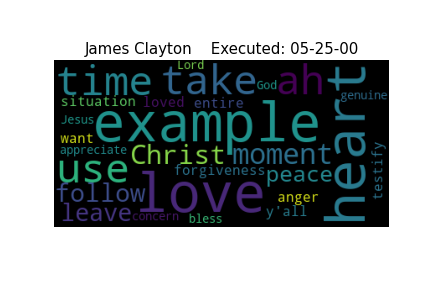 James Clayton    Executed: 05-25-00
Lord
time take ah heart
God
genuine
situation loved entire
example
Jesus
want
appreciate
Christ moment
use
forgiveness
peace
testify
follow
love
anger
leave
concern
bless
y'all